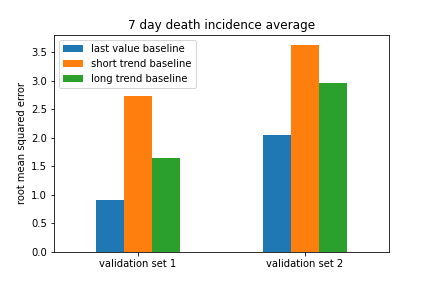 7 day death incidence average
last value baseline
short trend baseline
long trend baseline
root mean squared error
3.5
3.0
2.5
2.0
1.5
1.0
0.5
0.0
validation set 1
validation set 2